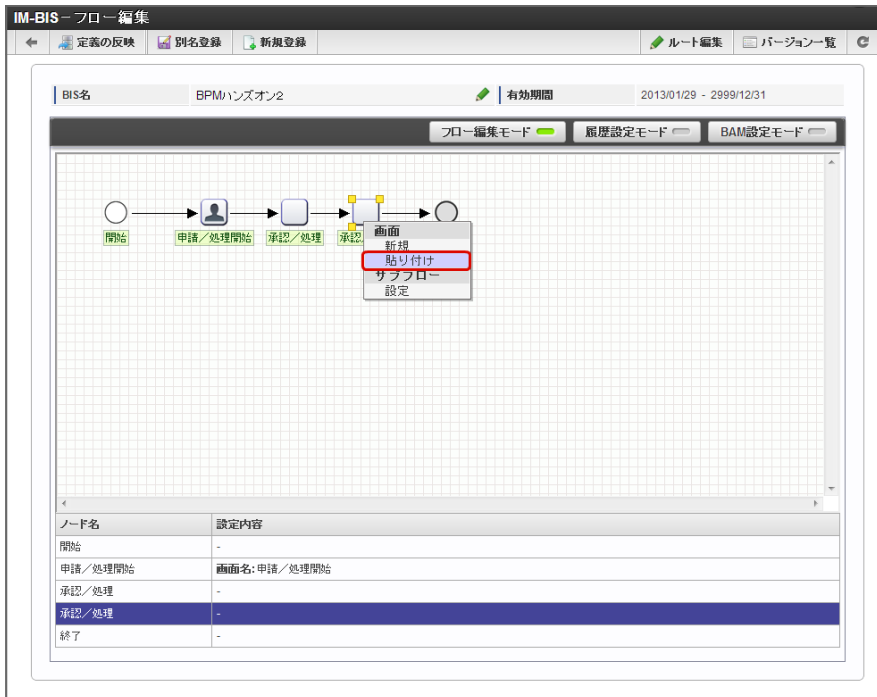 IM-BIS－フロー編集
定義の反映 別名登録 新規登録 ルート編集 バージョン一覧
BIS名 BPMハンズオン2 有効期間 2013/01/29 - 2999/12/31
フロー編集モード 履歴設定モード BAM設定モード
開始 申請／処理開始 承認／処理 承認
画面
新規
貼り付け
サブフロー
設定
ノード名 設定内容
開始 -
申請／処理開始 画面名:申請／処理開始
承認／処理 -
承認／処理 -
終了 -